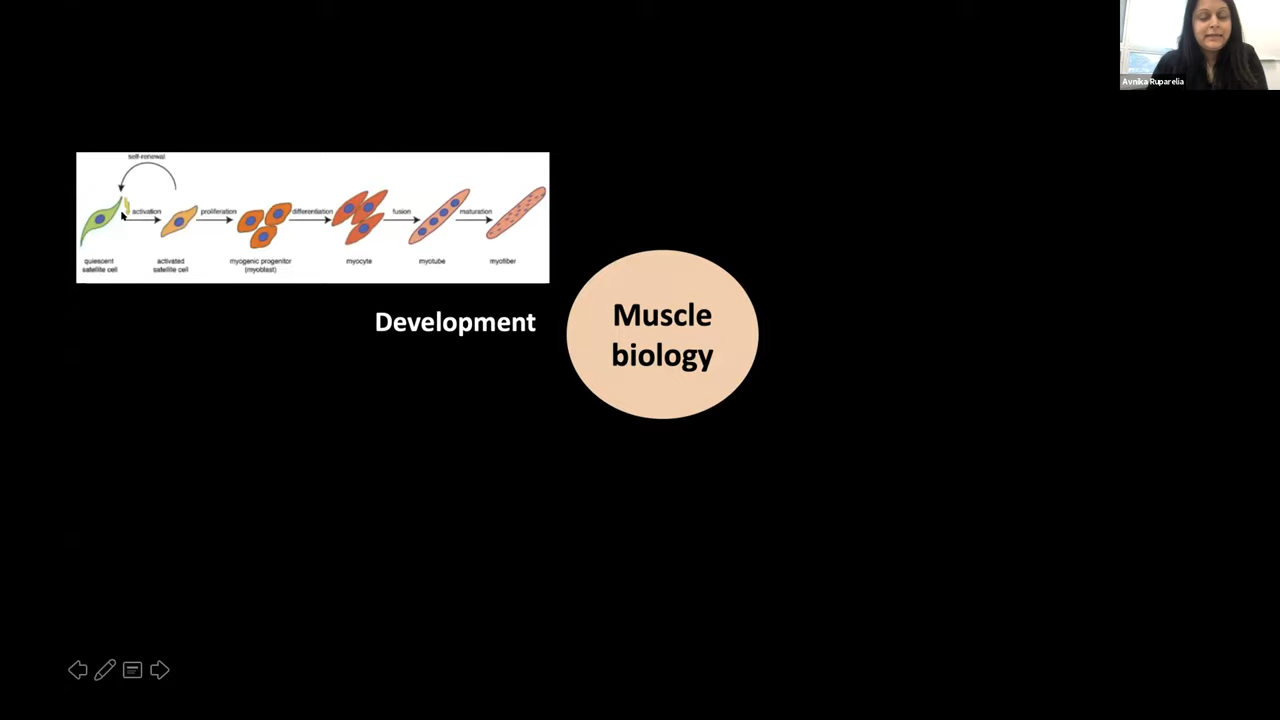 Avnika Ruparelia
self-renewal
activation
proliferation
differentiation
fusion
maturation
quiescent
satellite cell
activated
satellite cell
myogenic progenitor
(myoblast)
myocyte
myotube
myofiber
Development
Muscle
biology